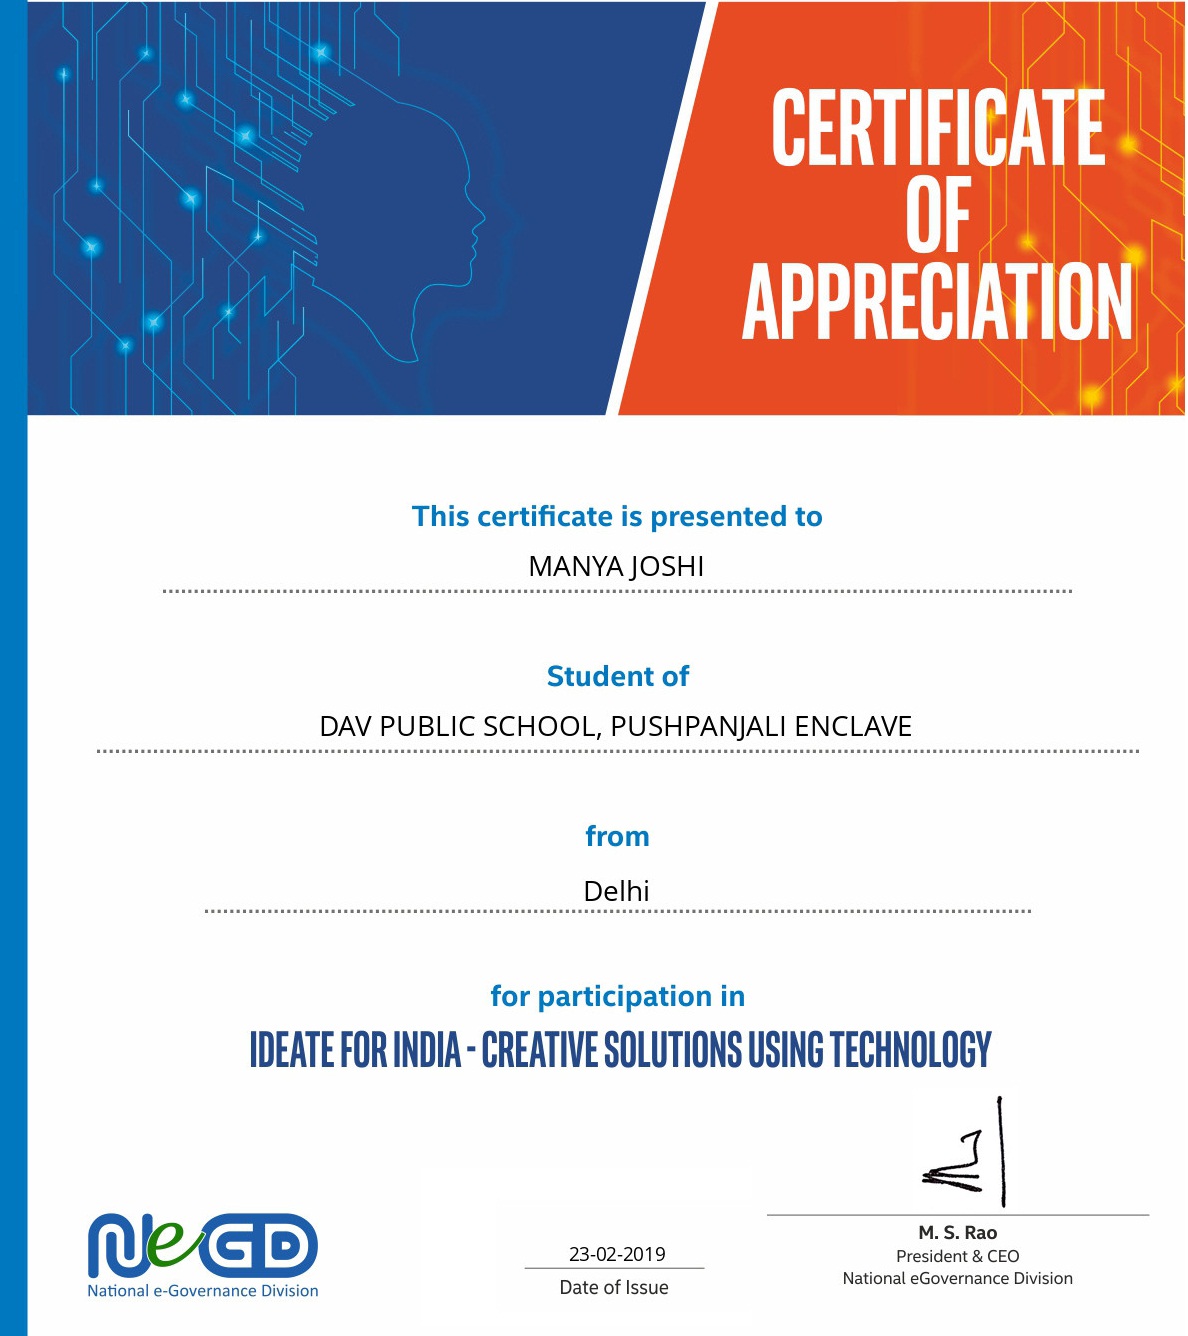 CERTIFICATE
OF
APPRECIATION
This certificate is presented to
MANYA JOSHI
Student of
DAV PUBLIC SCHOOL, PUSHPANJALI ENCLAVE
from
Delhi
for participation in
IDEATE FOR INDIA - CREATIVE SOLUTIONS USING TECHNOLOGY
NeGD
National e-Governance Division
23-02-2019
Date of Issue
M. S. Rao
President & CEO
National eGovernance Division